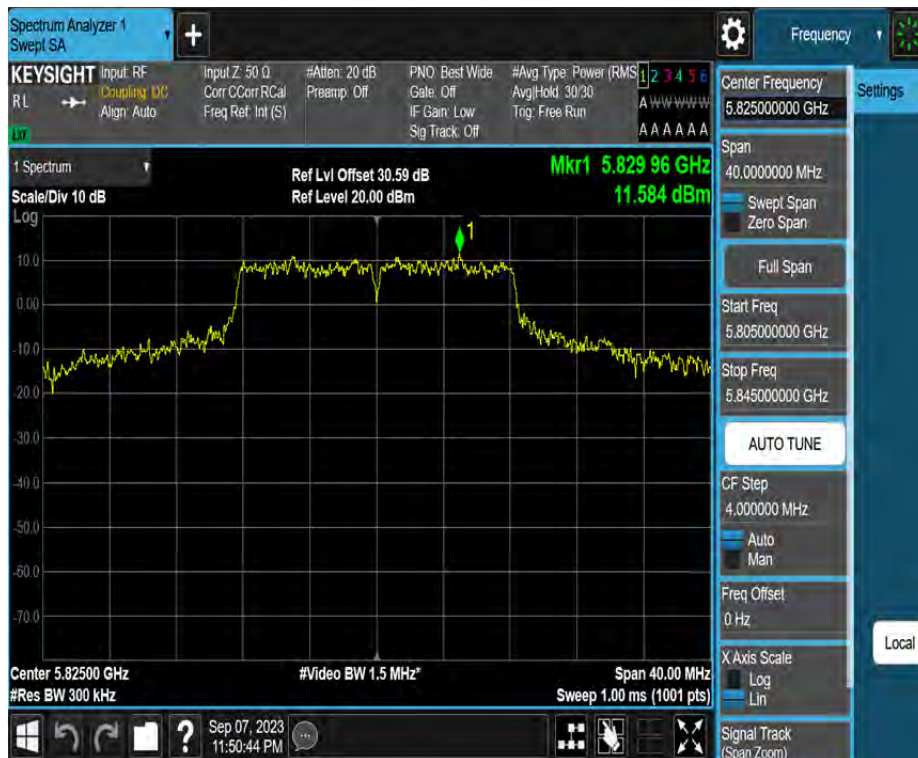 Spectrum Analyzer 1
Swept SA
+
Frequency
KEYSIGHT
RL
LXI
Input: RF
Coupling: DC
Align: Auto
Input Z: 50 Ω
Corr CCorr RCal
Freq Ref: Int (S)
#Atten: 20 dB
Preamp: Off
PNO: Best Wide
Gate: Off
IF Gain: Low
Sig Track: Off
#Avg Type: Power (RMS
Avg|Hold: 30/30
Trig: Free Run
1 2 3 4 5 6
A W W W W W
A A A A A A
Center Frequency
5.825000000 GHz
Settings
Span
40.0000000 MHz
Swept Span
Zero Span
Full Span
Start Freq
5.805000000 GHz
Stop Freq
5.845000000 GHz
AUTO TUNE
CF Step
4.000000 MHz
Auto
Man
Freq Offset
0 Hz
X Axis Scale
Log
Lin
Signal Track
(Span Zoom)
Local
1 Spectrum
Scale/Div 10 dB
Ref Lvl Offset 30.59 dB
Ref Level 20.00 dBm
Mkr1 5.829 96 GHz
11.584 dBm
Log
1
10.0
0.00
-10.0
-20.0
-30.0
-40.0
-50.0
-60.0
-70.0
Center 5.82500 GHz
#Res BW 300 kHz
#Video BW 1.5 MHz*
Span 40.00 MHz
Sweep 1.00 ms (1001 pts)
?
Sep 07, 2023
11:50:44 PM